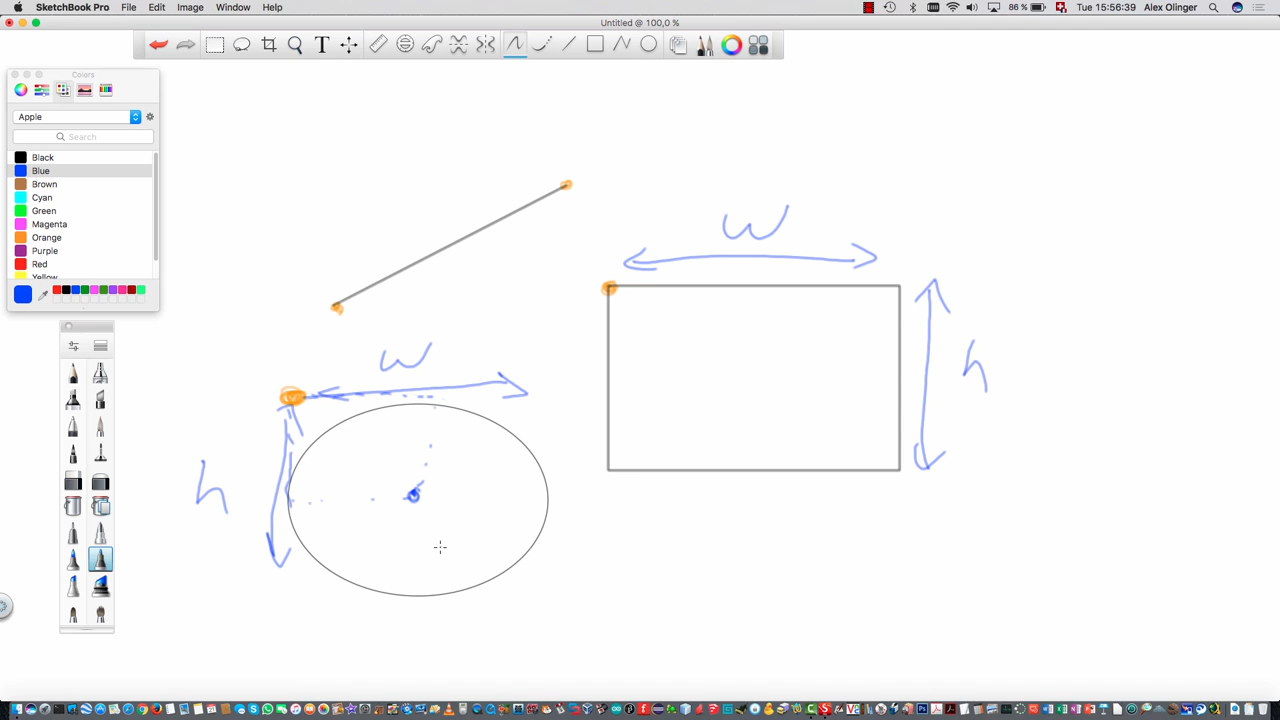 SketchBook Pro File Edit Image Window Help 86 % Tue 15:56:39 Alex Olinger
Untitled @ 100,0 %
T
Colors
Apple
Search
Black
Blue
Brown
Cyan
Green
Magenta
Orange
Purple
Red
Yellow
w
w
h
h